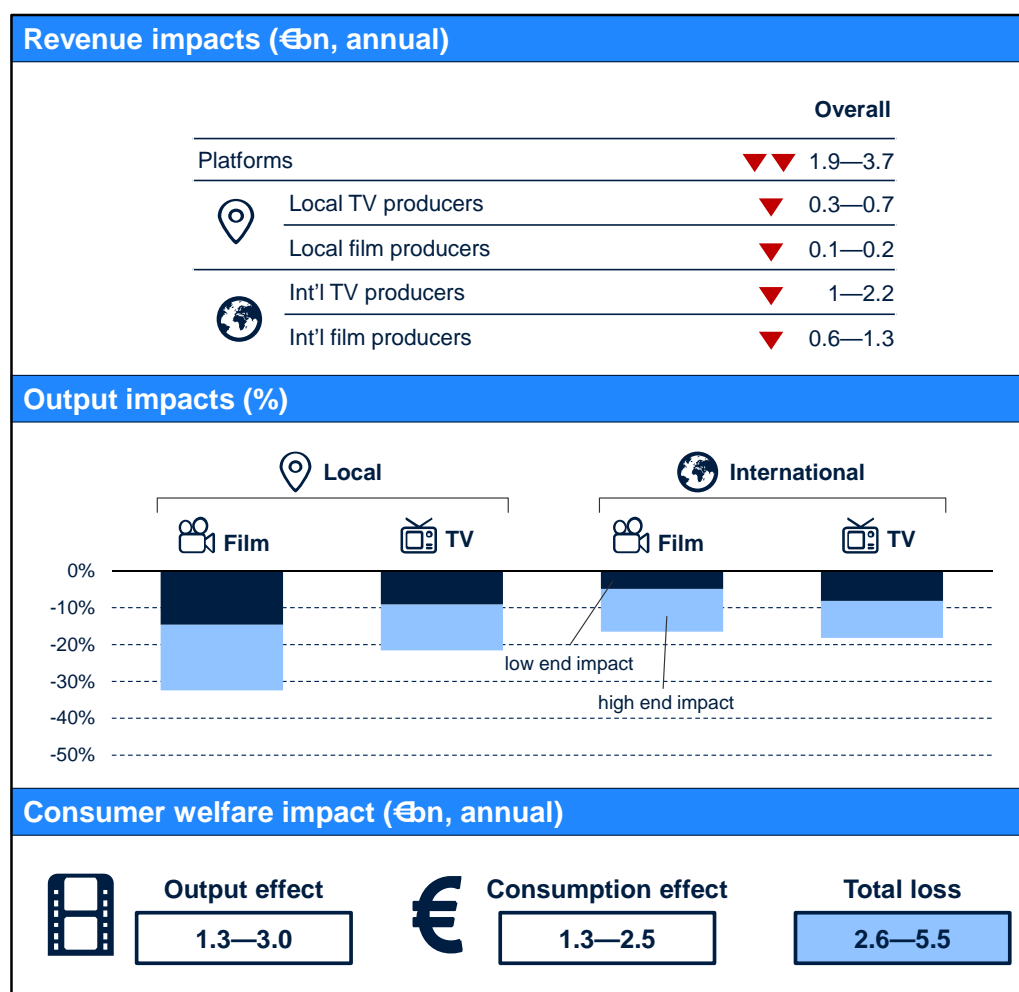 Revenue impacts (€bn, annual)
Overall
Platforms 1.9—3.7
Local TV producers 0.3—0.7
Local film producers 0.1—0.2
Int'l TV producers 1—2.2
Int'l film producers 0.6—1.3
Output impacts (%)
Local International
Film TV Film TV
0%
-10%
-20%
low end impact
-30%
high end impact
-40%
-50%
Consumer welfare impact (€bn, annual)
Output effect Consumption effect Total loss
€ 1.3—3.0 1.3—2.5 2.6—5.5